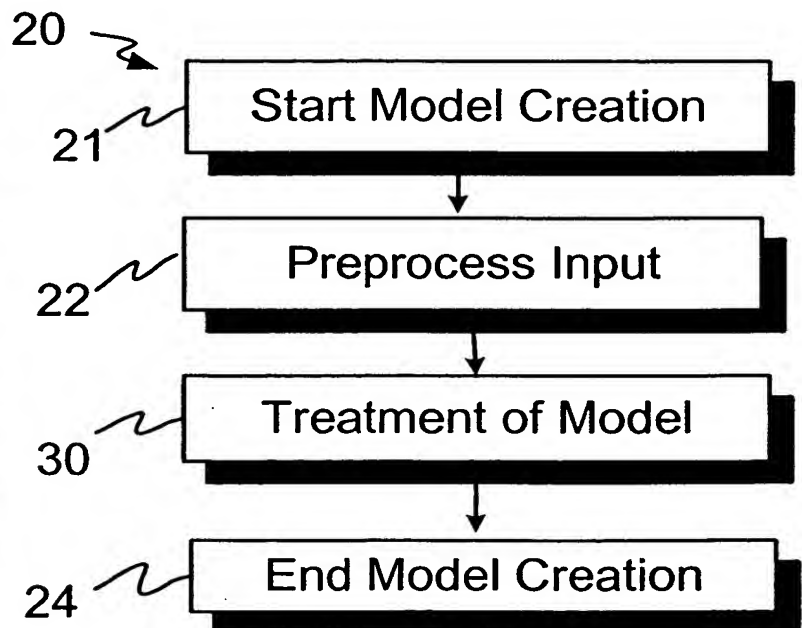 20
21
Start Model Creation
22
Preprocess Input
30
Treatment of Model
24
End Model Creation